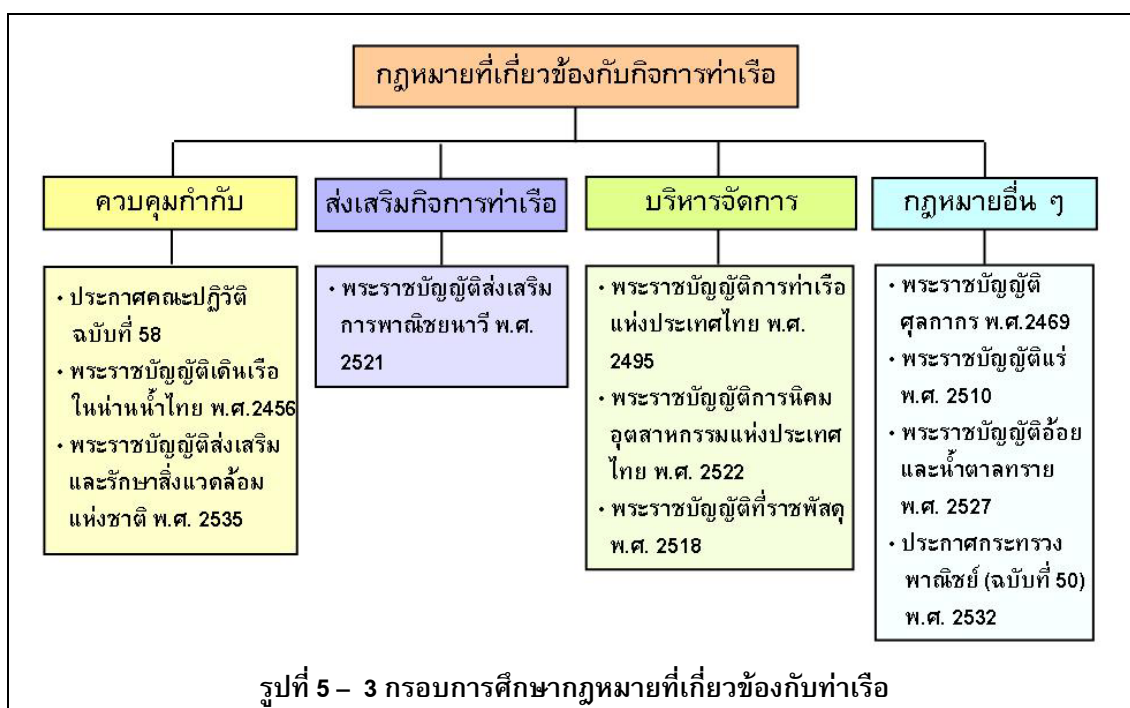 กฎหมายที่เกี่ยวข้องกับกิจการท่าเรือ
ควบคุมกำกับ
• ประกาศคณะปฏิวัติ
ฉบับที่ 58
• พระราชบัญญัติเดินเรือ
ในน่านน้ำไทย พ.ศ.2456
• พระราชบัญญัติส่งเสริม
และรักษาสิ่งแวดล้อม
แห่งชาติ พ.ศ. 2535
ส่งเสริมกิจการท่าเรือ
• พระราชบัญญัติส่งเสริม
การพาณิชยนาวี พ.ศ.
2521
บริหารจัดการ
• พระราชบัญญัติการท่าเรือ
แห่งประเทศไทย พ.ศ.
2495
• พระราชบัญญัติการนิคม
อุตสาหกรรมแห่งประเทศ
ไทย พ.ศ. 2522
• พระราชบัญญัติที่ราชพัสดุ
พ.ศ. 2518
กฎหมายอื่น ๆ
• พระราชบัญญัติ
ศุลกากร พ.ศ.2469
• พระราชบัญญัติแร่
พ.ศ. 2510
• พระราชบัญญัติอ้อย
และน้ำตาลทราย
พ.ศ. 2527
• ประกาศกระทรวง
พาณิชย์ (ฉบับที่ 50)
พ.ศ. 2532
รูปที่ 5 – 3 กรอบการศึกษากฎหมายที่เกี่ยวข้องกับท่าเรือ